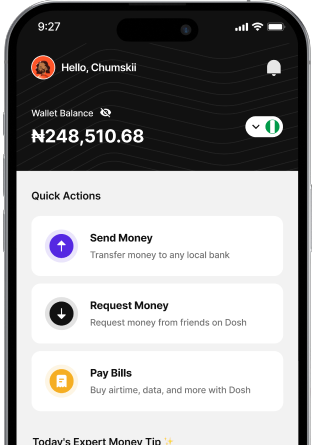 9:27
Hello, Chumskii
Wallet Balance
₦248,510.68
Quick Actions
Send Money
Transfer money to any local bank
Request Money
Request money from friends on Dosh
Pay Bills
Buy airtime, data, and more with Dosh
Today's Expert Money Tip ✨